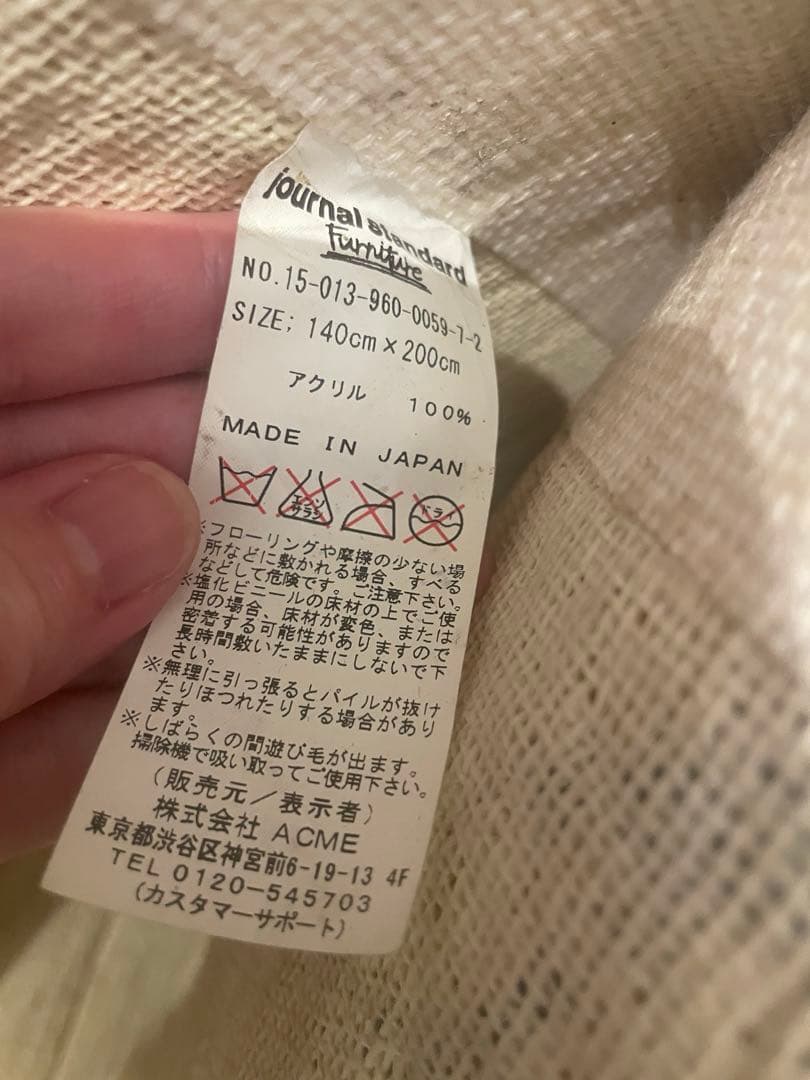 journal standard
Furniture
NO.15-013-960-0059-1-2
SIZE; 140cm×200cm
アクリル 100%
MADE IN JAPAN
エンソ
サラシ
ドライ
※フローリングや摩擦の少ない場
所などに敷かれる場合、すべる
などして危険です。ご注意下さい。
※塩化ビニールの床材の上でご使
用の場合、床材が変色、または
密着する可能性がありますので
長時間敷いたままにしないで下
さい。
※無理に引っ張るとパイルが抜け
たりほつれたりする場合があり
ます。
※しばらくの間遊び毛が出ます。
掃除機で吸い取ってご使用下さい。
(販売元/表示者)
株式会社 ACME
東京都渋谷区神宮前6-19-13 4F
TEL 0120-545703
(カスタマーサポート)